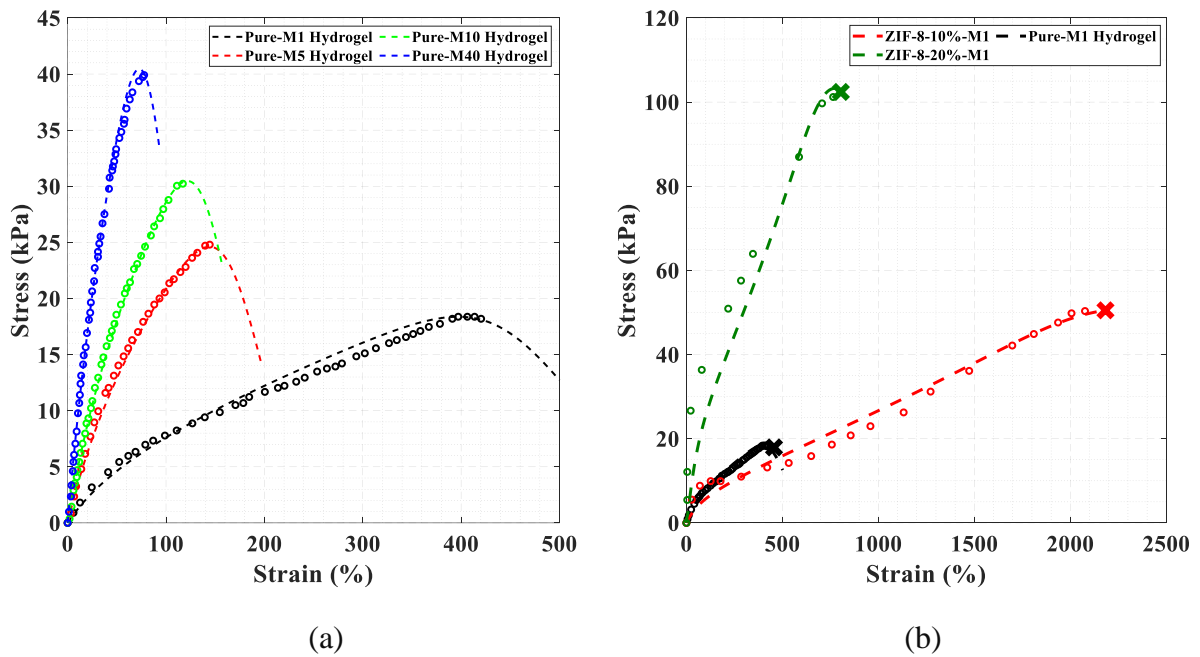 Pure-M1 Hydrogel Pure-M10 Hydrogel
Pure-M5 Hydrogel Pure-M40 Hydrogel
45
40
35
30
25
20
15
10
5
0
Stress (kPa)
0 100 200 300 400 500
Strain (%)
(a)
ZIF-8-10%-M1 Pure-M1 Hydrogel
ZIF-8-20%-M1
120
100
80
60
40
20
0
Stress (kPa)
0 500 1000 1500 2000 2500
Strain (%)
(b)